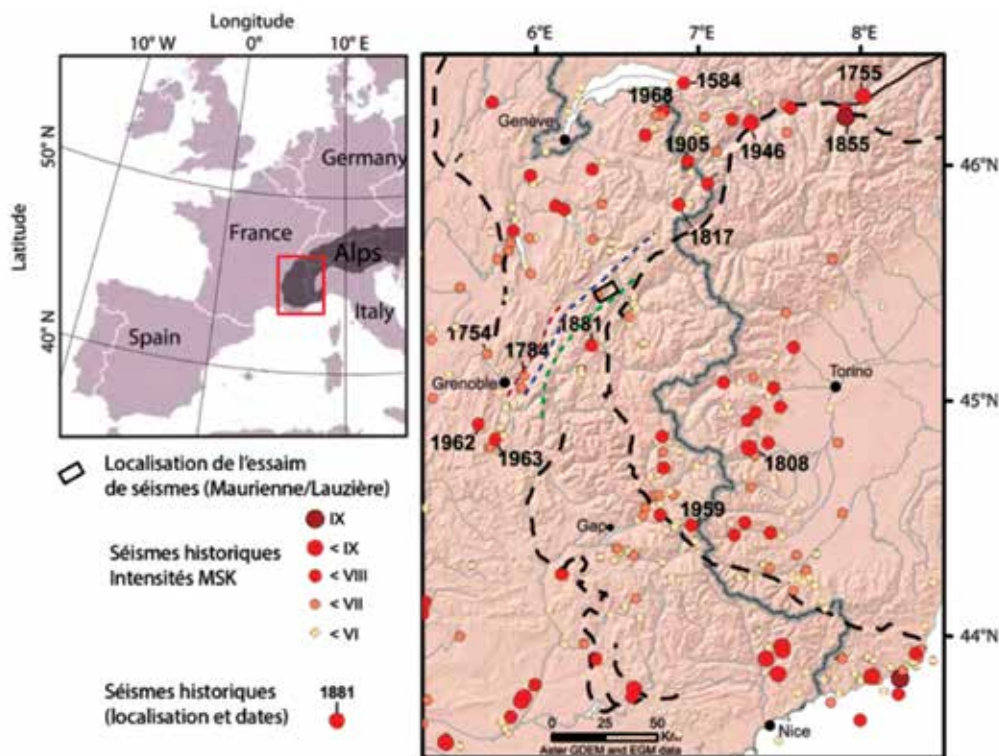 Longitude
10° W
0°
10° E
Latitude
50° N
40° N
Germany
France
Alps
Italy
Spain
Localisation de l'essaim
de séismes (Maurienne/Lauzière)
Séismes historiques
Intensités MSK
IX
< IX
< VIII
< VII
< VI
Séismes historiques
(localisation et dates)
1881
6°E
7°E
8°E
1584
1755
1968
Genève
1905
1946
1855
46°N
1817
1754
1881
1784
Grenoble
Torino
45°N
1962
1963
1808
1959
Gap
44°N
Nice
0
25
50
Km
Aster GDEM and EGM data